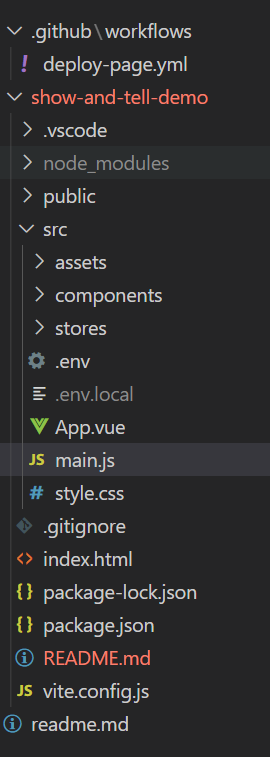 .github\workflows
! deploy-page.yml
show-and-tell-demo
.vscode
node_modules
public
src
assets
components
stores
.env
.env.local
App.vue
JS main.js
# style.css
.gitignore
<> index.html
{} package-lock.json
{} package.json
README.md
JS vite.config.js
readme.md